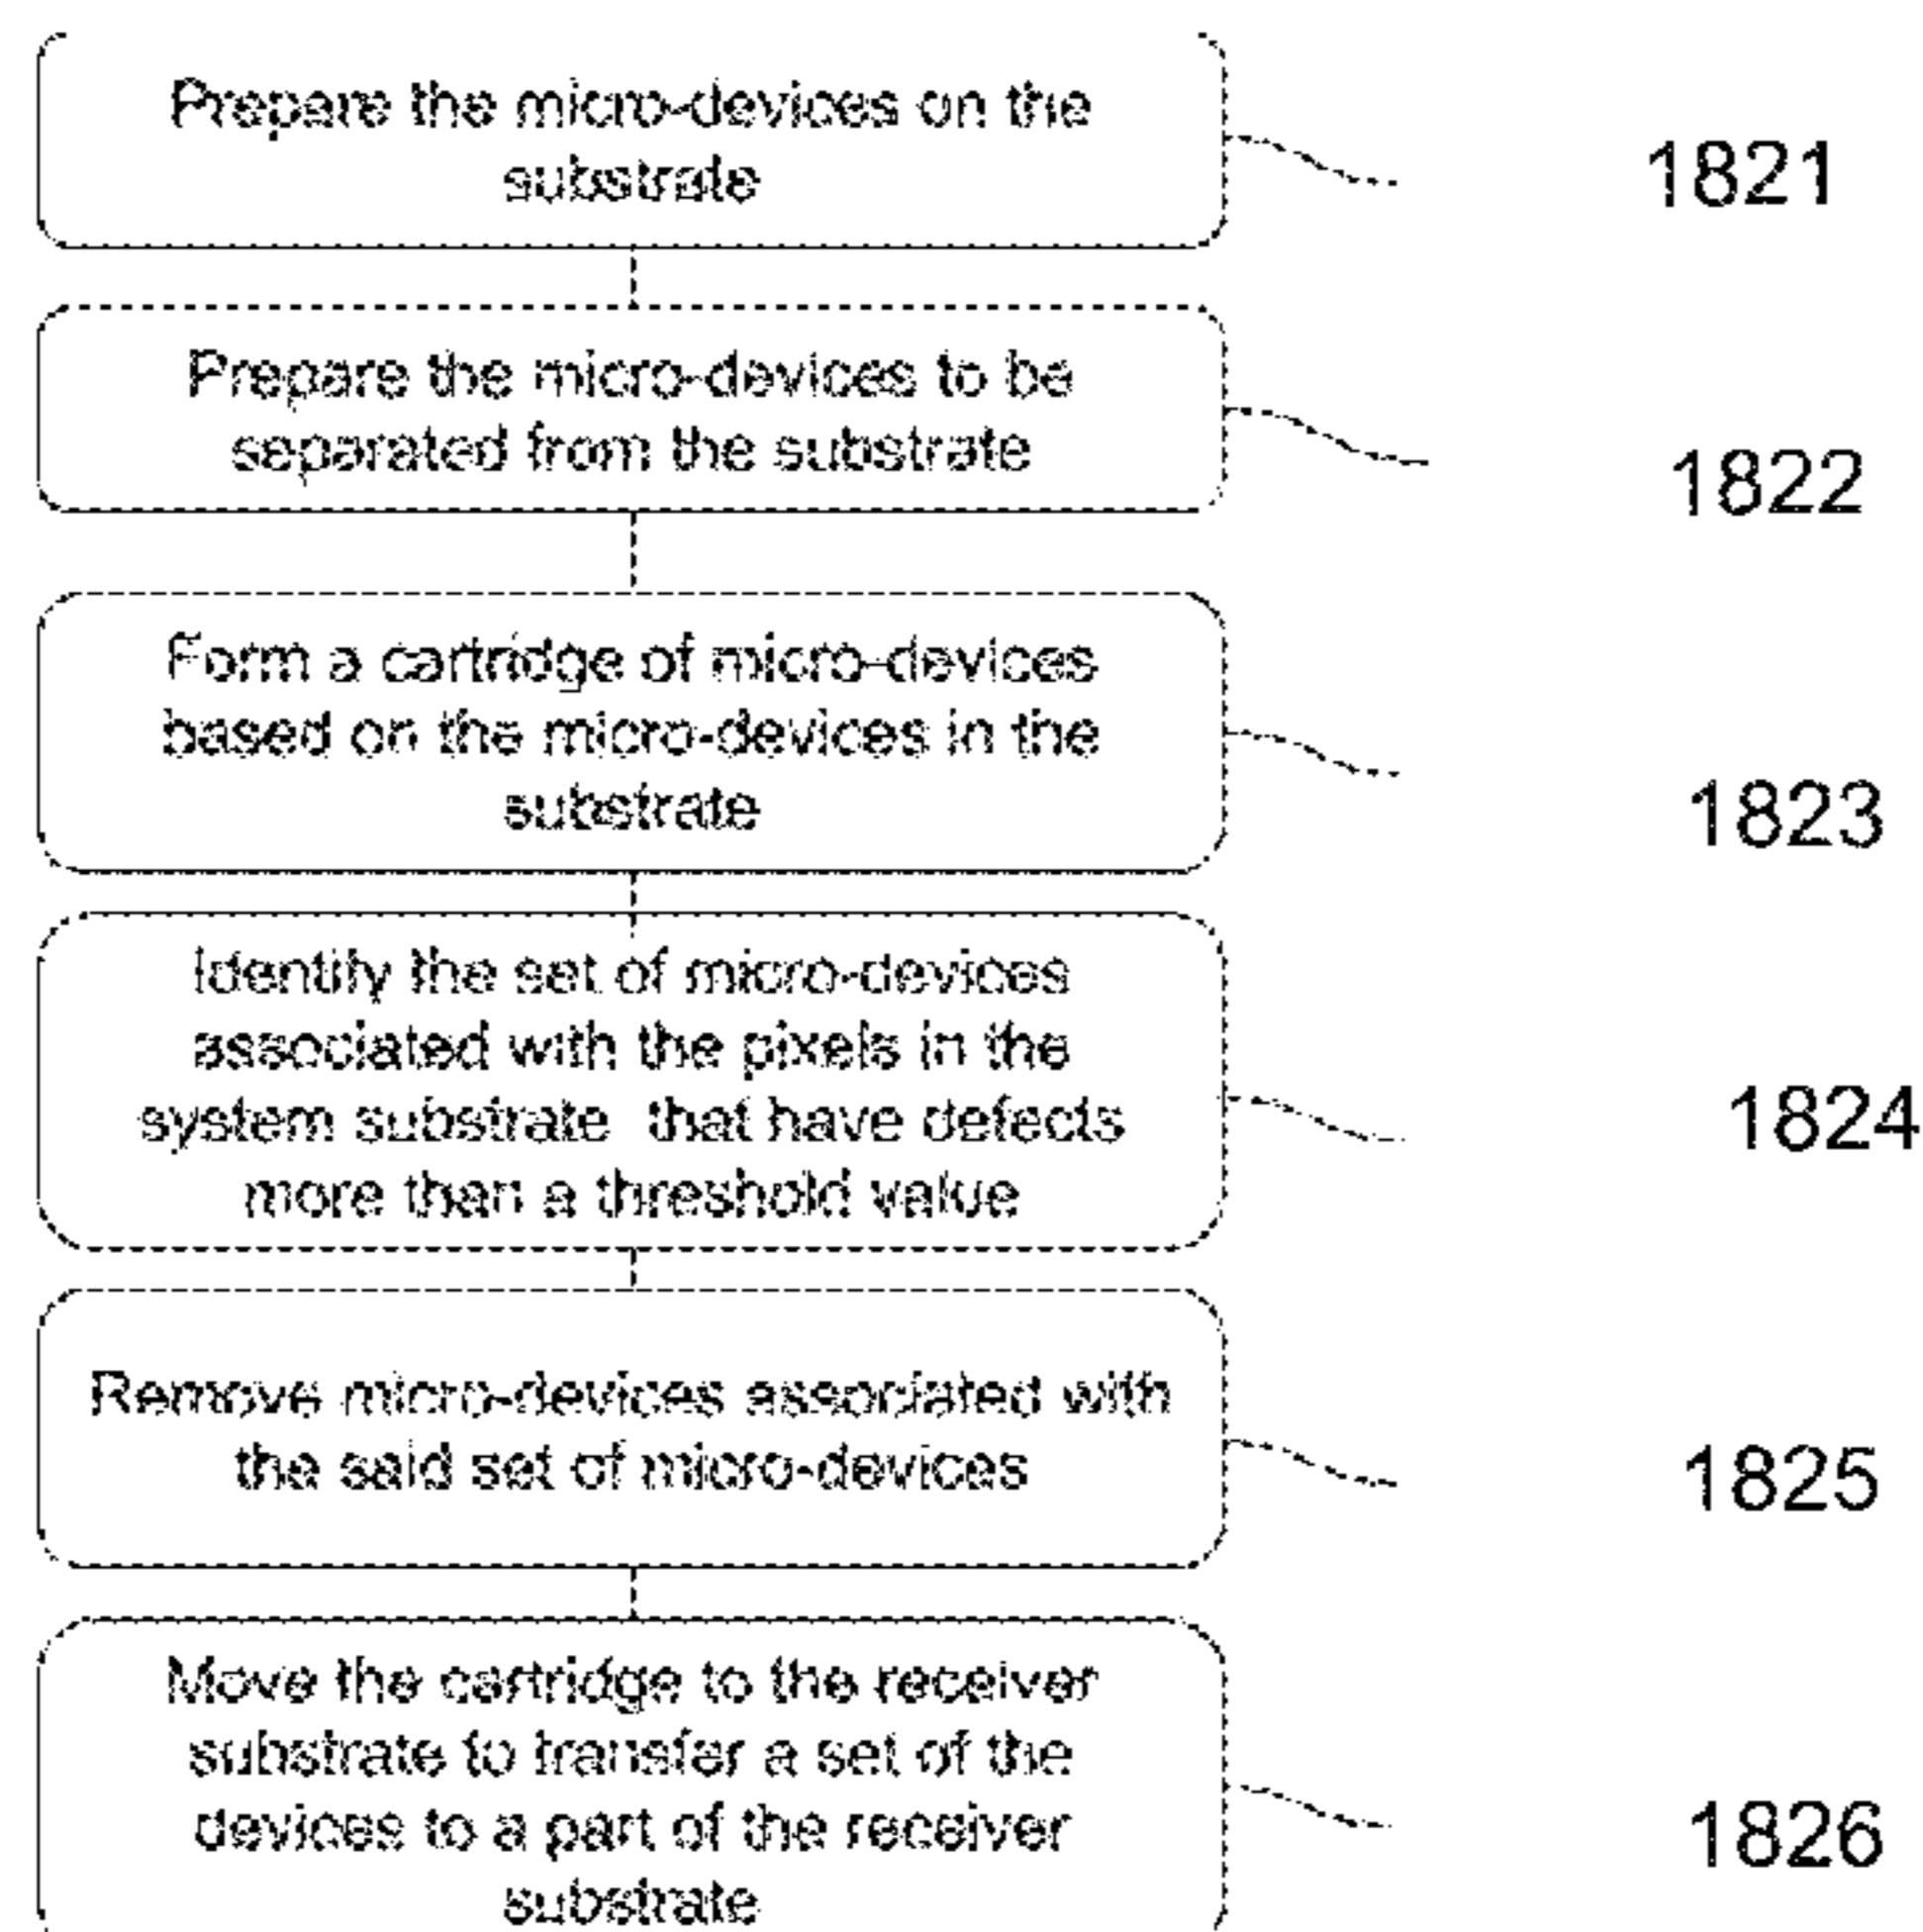 Prepare the micro-devices on the
substrate
1821
Prepare the micro-devices to be
separated from the substrate
1822
Form a cartridge of micro-devices
based on the micro-devices in the
substrate
1823
Identify the set of micro-devices
associated with the pixels in the
system substrate that have defects
more than a threshold value
1824
Remove micro-devices associated with
the said set of micro-devices
1825
Move the cartridge to the receiver
substrate to transfer a set of the
devices to a part of the receiver
substrate
1826